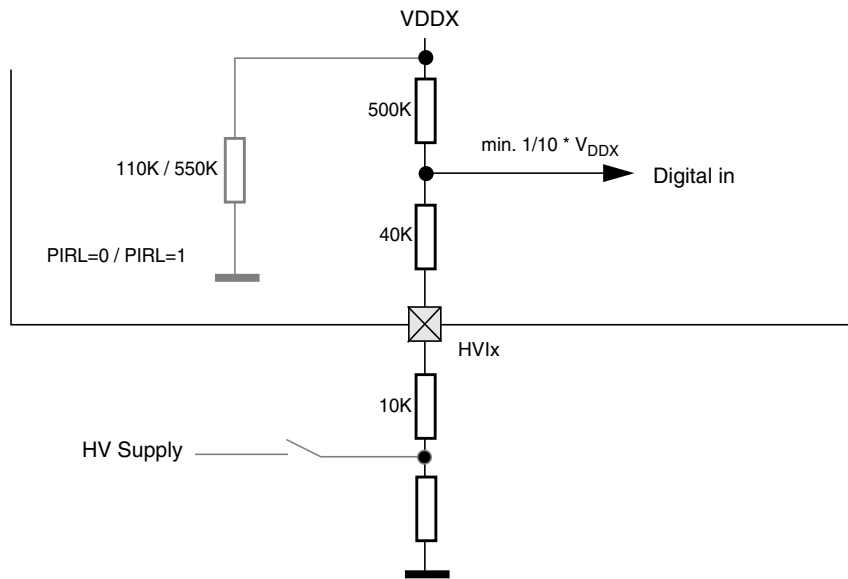 VDDX
500K
min. 1/10 * VDDX
110K / 550K
Digital in
40K
PIRL=0 / PIRL=1
HVIx
10K
HV Supply